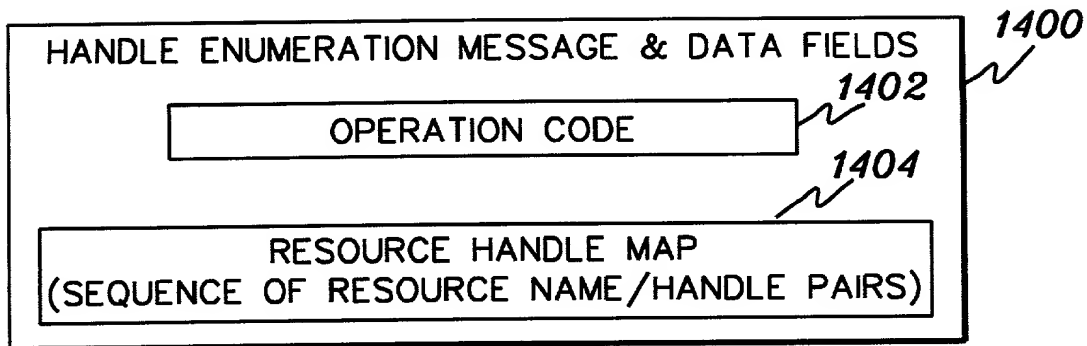 1400
HANDLE ENUMERATION MESSAGE & DATA FIELDS
1402
OPERATION CODE
1404
RESOURCE HANDLE MAP
(SEQUENCE OF RESOURCE NAME/HANDLE PAIRS)